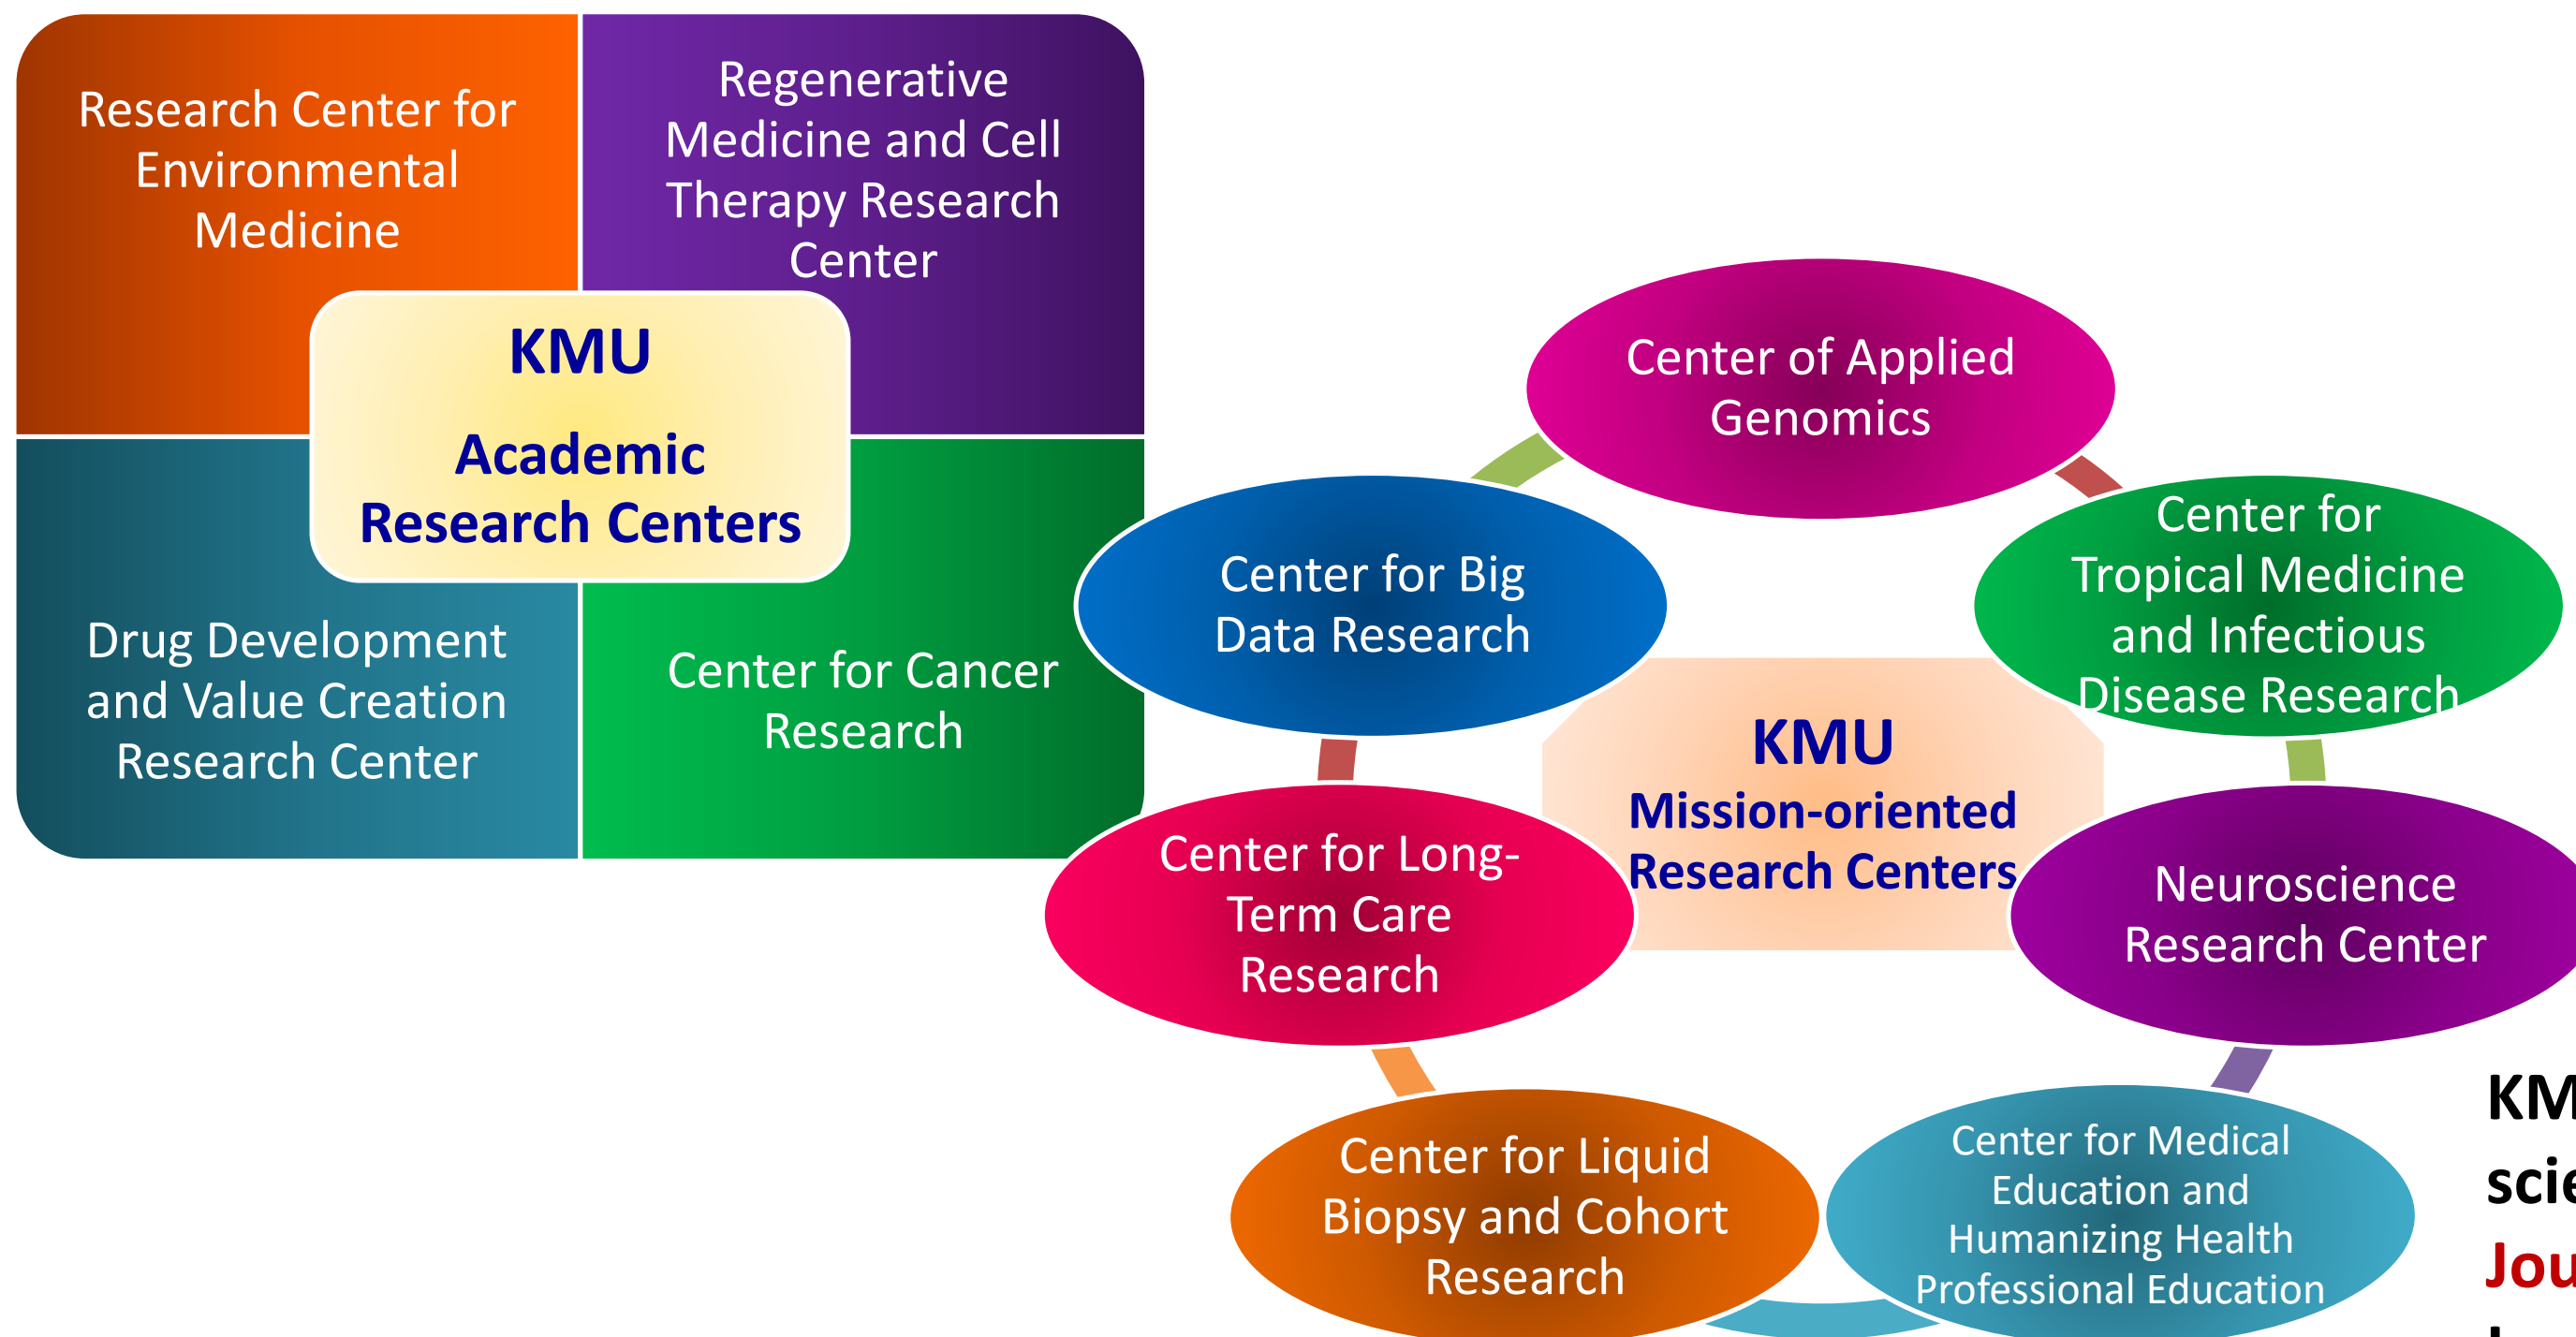 Research Center for
Environmental
Medicine
Regenerative
Medicine and Cell
Therapy Research
Center
KMU
Academic
Research Centers
Drug Development
and Value Creation
Research Center
Center for Cancer
Research
Center of Applied
Genomics
Center for Big
Data Research
Center for
Tropical Medicine
and Infectious
Disease Research
KMU
Mission-oriented
Research Centers
Center for Long-
Term Care
Research
Neuroscience
Research Center
Center for Liquid
Biopsy and Cohort
Research
Center for Medical
Education and
Humanizing Health
Professional Education